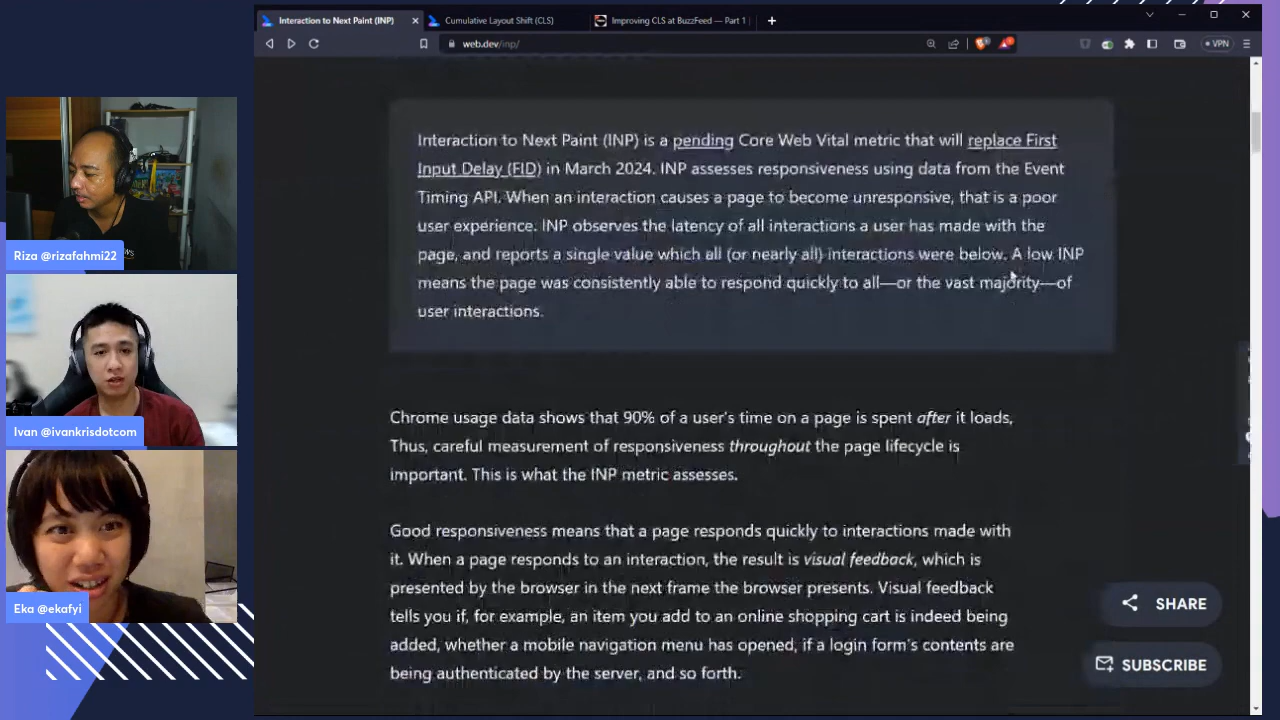 Interaction to Next Paint (INP)
Cumulative Layout Shift (CLS)
Improving CLS at BuzzFeed — Part 1
web.dev/inp/
VPN
Interaction to Next Paint (INP) is a pending Core Web Vital metric that will replace First
Input Delay (FID) in March 2024. INP assesses responsiveness using data from the Event
Timing API. When an interaction causes a page to become unresponsive, that is a poor
user experience. INP observes the latency of all interactions a user has made with the
page, and reports a single value which all (or nearly all) interactions were below. A low INP
means the page was consistently able to respond quickly to all—or the vast majority—of
user interactions.
Chrome usage data shows that 90% of a user's time on a page is spent after it loads,
Thus, careful measurement of responsiveness throughout the page lifecycle is
important. This is what the INP metric assesses.
Good responsiveness means that a page responds quickly to interactions made with
it. When a page responds to an interaction, the result is visual feedback, which is
presented by the browser in the next frame the browser presents. Visual feedback
tells you if, for example, an item you add to an online shopping cart is indeed being
added, whether a mobile navigation menu has opened, if a login form's contents are
being authenticated by the server, and so forth.
SHARE
SUBSCRIBE
Riza @rizafahmi22
Ivan @ivankrisdotcom
Eka @ekafyi